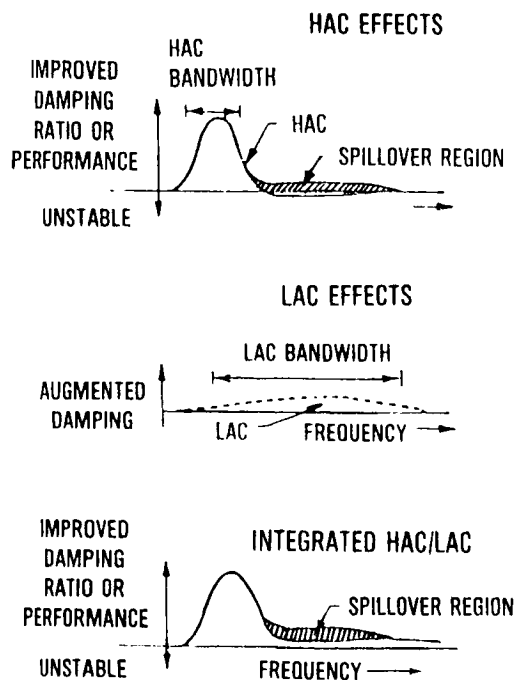 HAC EFFECTS
HAC
BANDWIDTH
IMPROVED
DAMPING
RATIO OR
PERFORMANCE
HAC
SPILLOVER REGION
UNSTABLE
LAC EFFECTS
LAC BANDWIDTH
AUGMENTED
DAMPING
LAC
FREQUENCY
IMPROVED
DAMPING
RATIO OR
PERFORMANCE
INTEGRATED HAC/LAC
SPILLOVER REGION
UNSTABLE
FREQUENCY